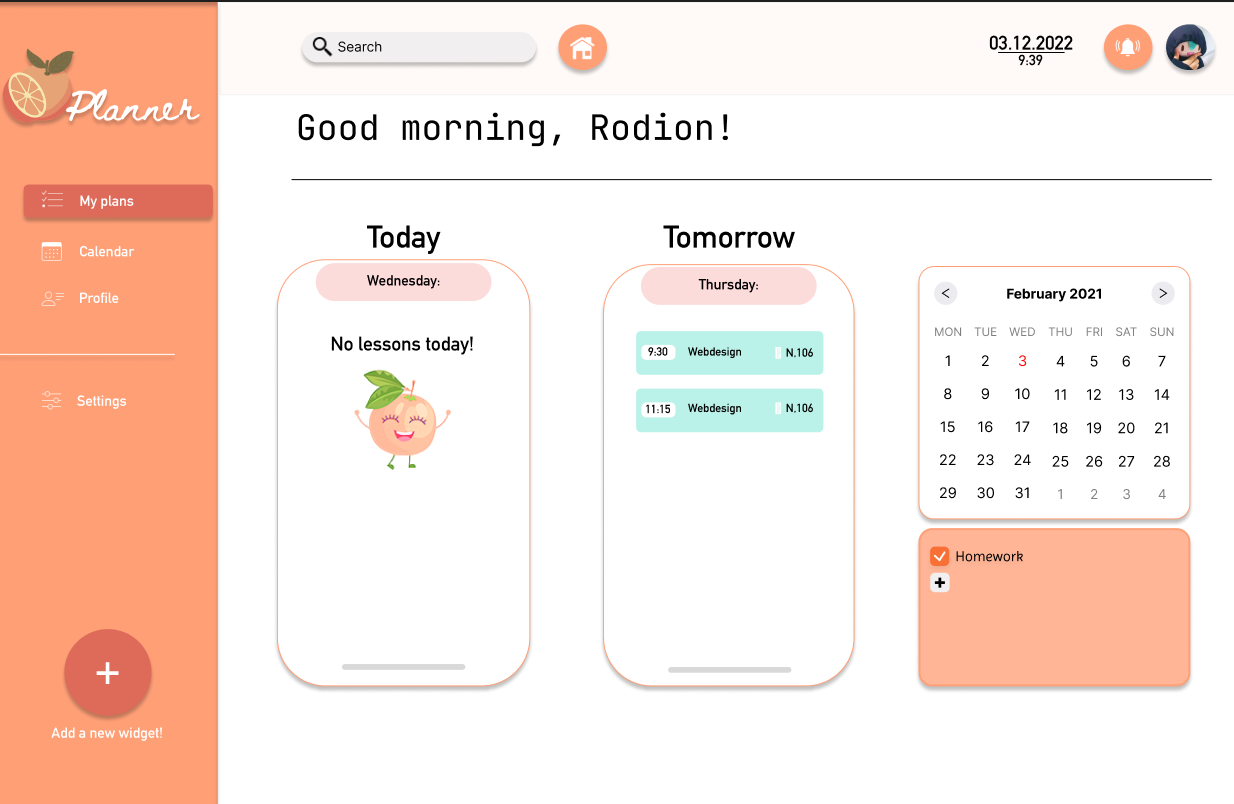 Planner
My plans
Calendar
Profile
Settings
+
Add a new widget!
Search
03.12.2022
9:39
Good morning, Rodion!
Today
Wednesday:
No lessons today!
Tomorrow
Thursday:
9:30 Webdesign N,106
11:15 Webdesign N,106
< February 2021 >
MON TUE WED THU FRI SAT SUN
1 2 3 4 5 6 7
8 9 10 11 12 13 14
15 16 17 18 19 20 21
22 23 24 25 26 27 28
29 30 31 1 2 3 4
Homework
+